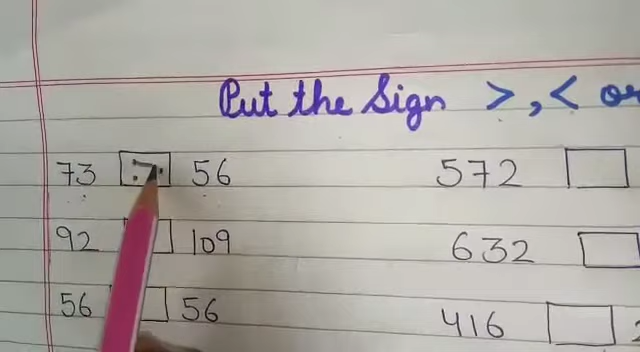 Put the Sign >, < or
73 56 572
92 109 632
56 56 416